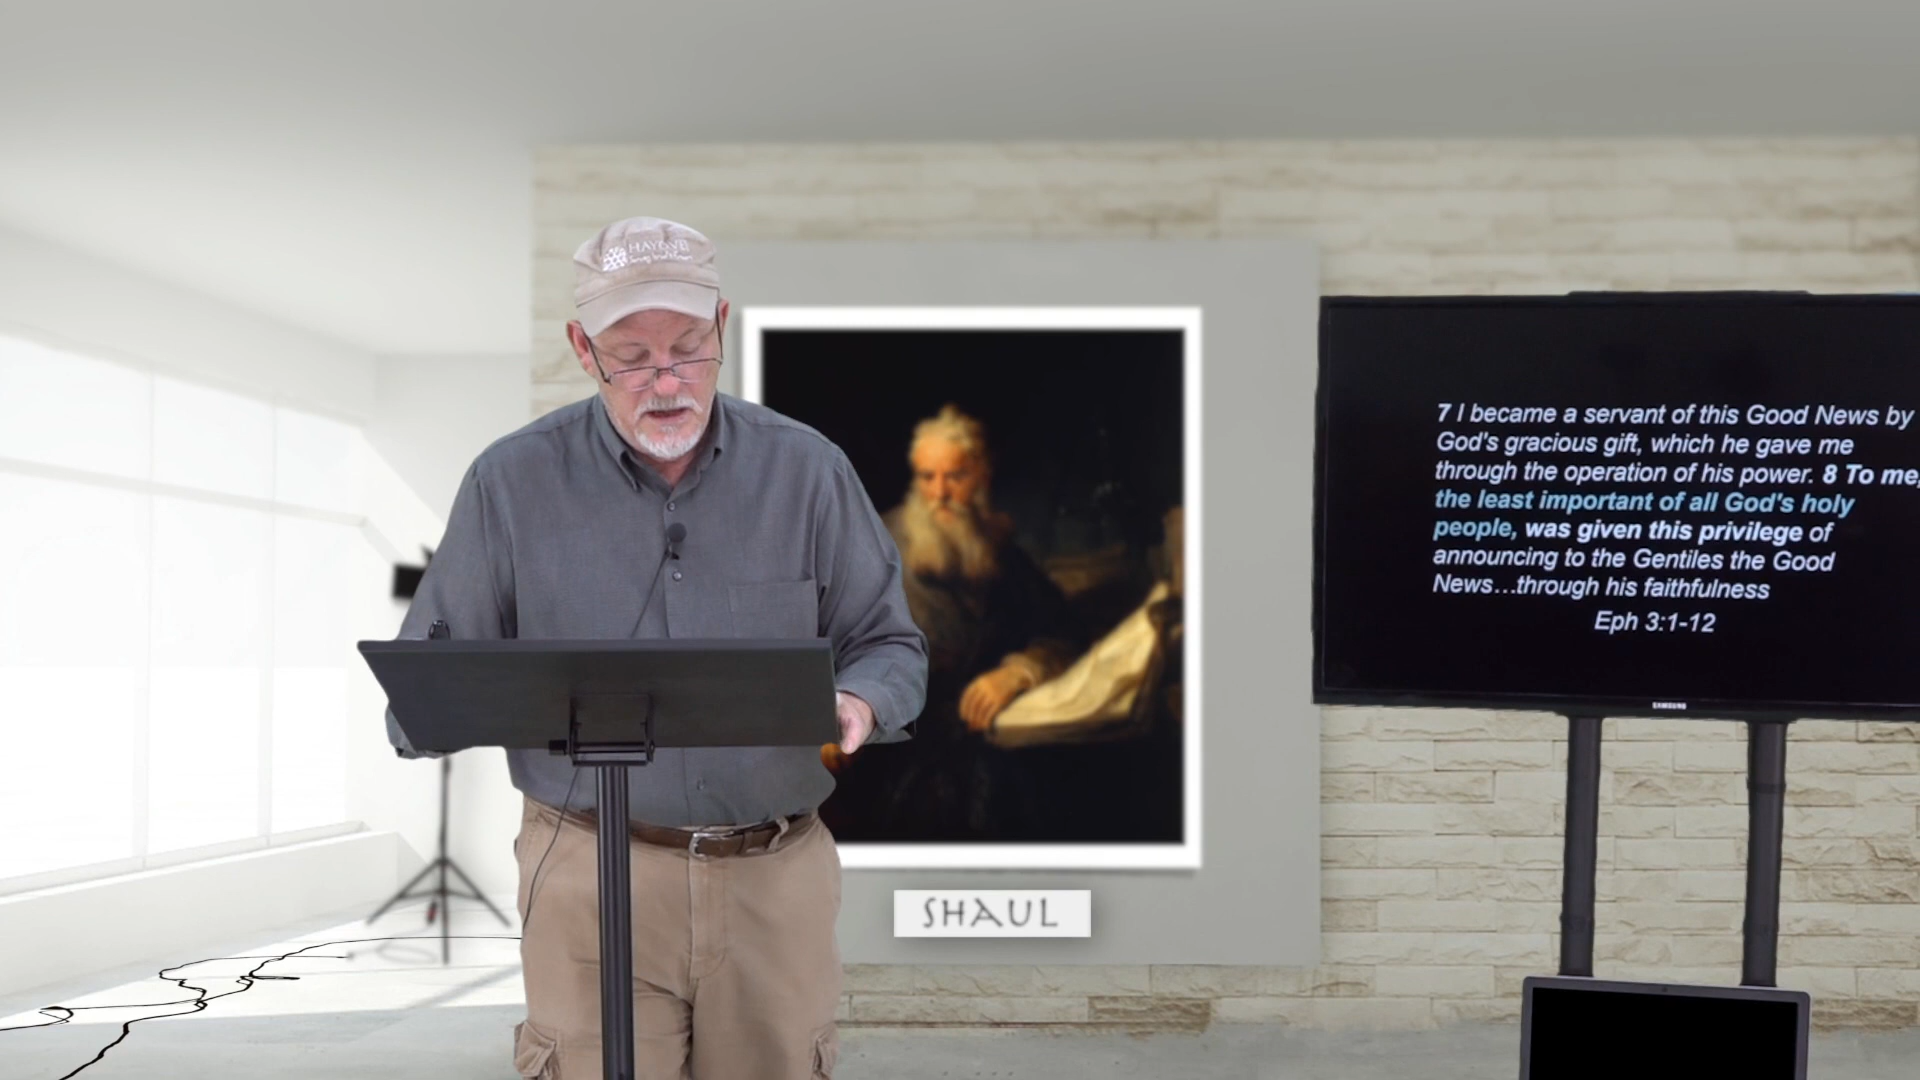 HAYOVEL
7 I became a servant of this Good News by
God's gracious gift, which he gave me
through the operation of his power. 8 To me,
the least important of all God's holy
people, was given this privilege of
announcing to the Gentiles the Good
News...through his faithfulness
Eph 3:1-12
SAMSUNG
SHAUL